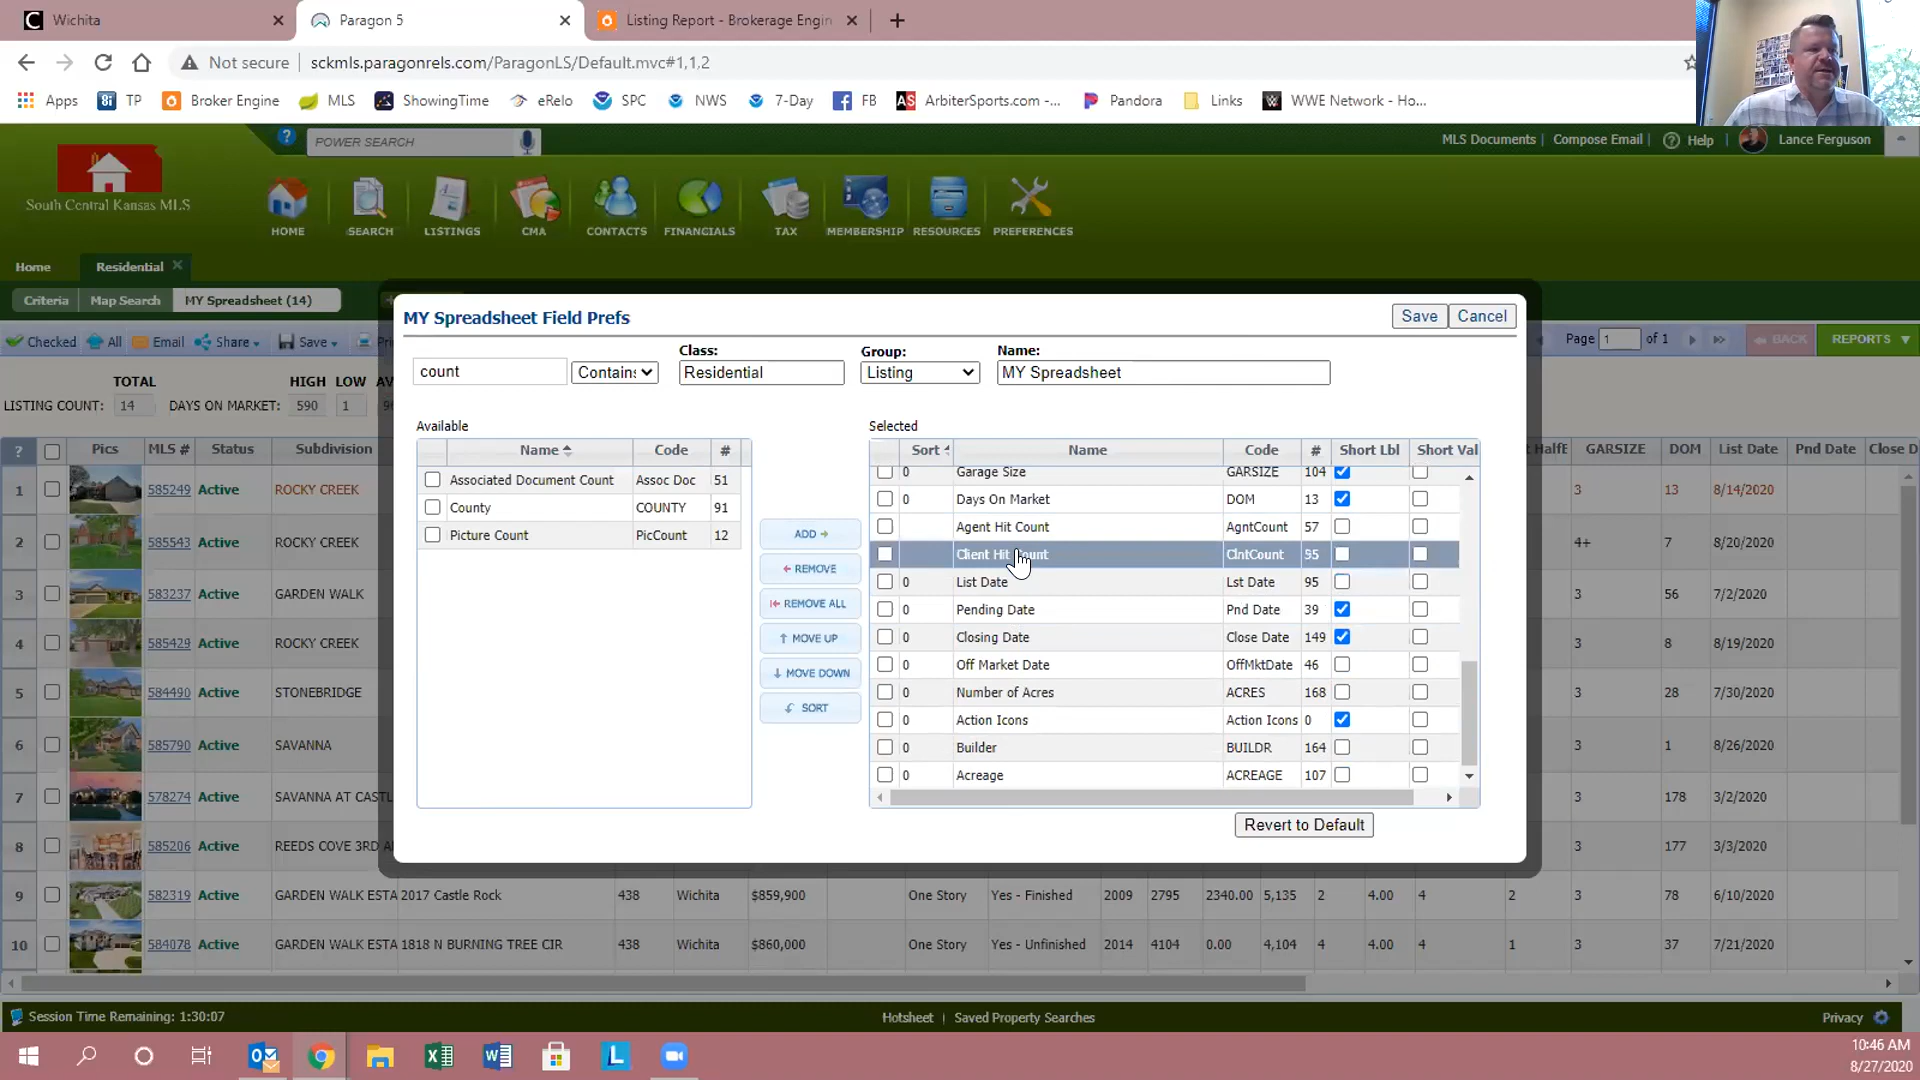 Wichita
Paragon 5
Listing Report - Brokerage Engin
Not secure
sckmls.paragonrels.com/ParagonLS/Default.mvc#1,1,2
Apps
TP
Broker Engine
MLS
ShowingTime
eRelo
SPC
NWS
7-Day
FB
ArbiterSports.com -...
Pandora
Links
WWE Network - Ho...
POWER SEARCH
MLS Documents | Compose Email | Help | Lance Ferguson
South Central Kansas MLS
HOME
SEARCH
LISTINGS
CMA
CONTACTS
FINANCIALS
TAX
MEMBERSHIP
RESOURCES
PREFERENCES
Home
Residential
Criteria
Map Search
MY Spreadsheet (14)
Checked
All
Email
Share
Save
Page 1 of 1
BACK
REPORTS
TOTAL
HIGH
LOW
LISTING COUNT: 14
DAYS ON MARKET: 590 1
MY Spreadsheet Field Prefs
Save
Cancel
Class:
Group:
Name:
count
Contains
Residential
Listing
MY Spreadsheet
Available
Name Code #
Associated Document Count Assoc Doc 51
County COUNTY 91
Picture Count PicCount 12
ADD
REMOVE
REMOVE ALL
MOVE UP
MOVE DOWN
SORT
Selected
Sort Name Code # Short Lbl Short Val
0 Garage Size GARSIZE 104
0 Days On Market DOM 13
Agent Hit Count AgntCount 57
Client Hit Count ClntCount 55
0 List Date Lst Date 95
0 Pending Date Pnd Date 39
0 Closing Date Close Date 149
0 Off Market Date OffMktDate 46
0 Number of Acres ACRES 168
0 Action Icons Action Icons 0
0 Builder BUILDR 164
0 Acreage ACREAGE 107
Revert to Default
? Pics MLS # Status Subdivision
GARSIZE DOM List Date Pnd Date Close D
1 585249 Active ROCKY CREEK 3 13 8/14/2020
2 585543 Active ROCKY CREEK 4+ 7 8/20/2020
3 583237 Active GARDEN WALK 3 56 7/2/2020
4 585429 Active ROCKY CREEK 3 8 8/19/2020
5 584490 Active STONEBRIDGE 3 28 7/30/2020
6 585790 Active SAVANNA 3 1 8/26/2020
7 578274 Active SAVANNA AT CASTL 3 178 3/2/2020
8 585206 Active REEDS COVE 3RD A 3 177 3/3/2020
9 582319 Active GARDEN WALK ESTA 2017 Castle Rock 438 Wichita $859,900 One Story Yes - Finished 2009 2795 2340.00 5,135 2 4.00 4 2 3 78 6/10/2020
10 584078 Active GARDEN WALK ESTA 1818 N BURNING TREE CIR 438 Wichita $860,000 One Story Yes - Unfinished 2014 4104 0.00 4,104 4 4.00 4 1 3 37 7/21/2020
Session Time Remaining: 1:30:07
Hotsheet | Saved Property Searches
Privacy
10:46 AM
8/27/2020